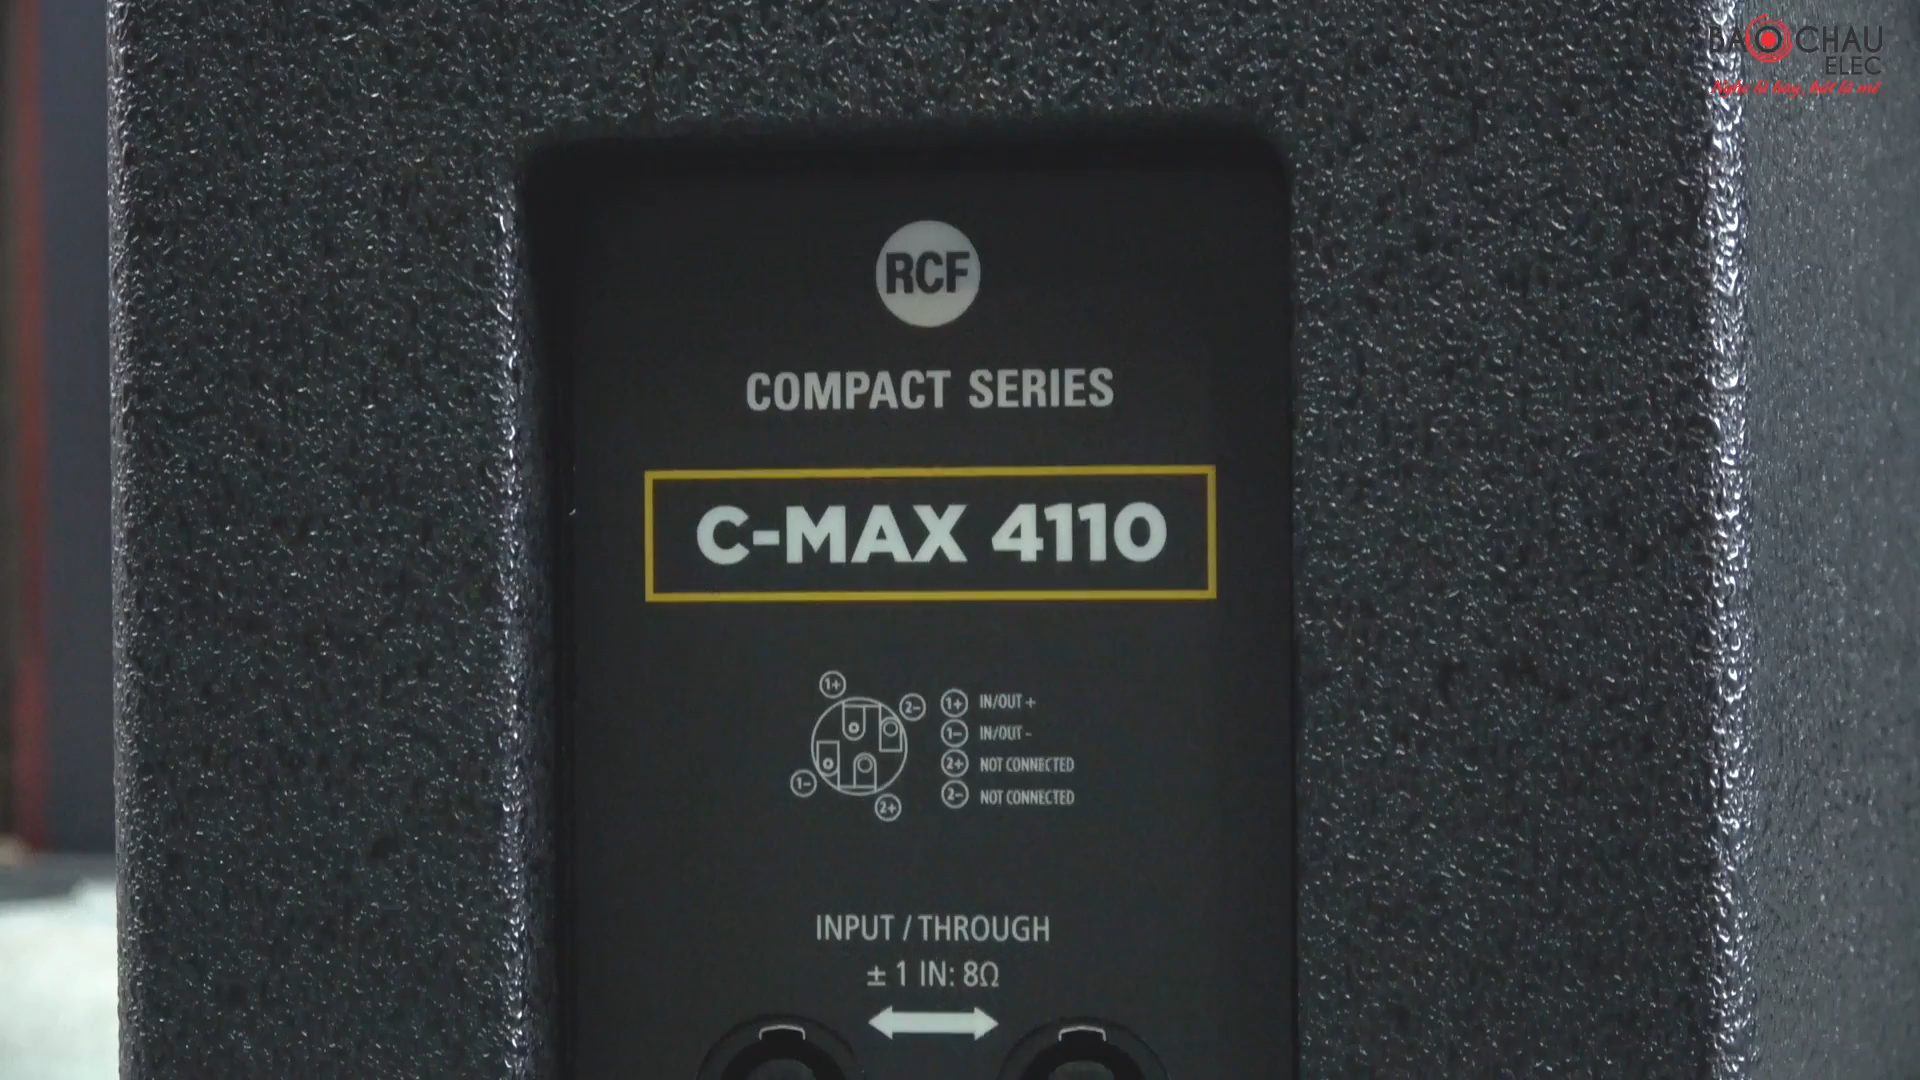 BAOCHAU
ELEC
Nghe là hay, hát là mê
RCF
COMPACT SERIES
C-MAX 4110
1+
2-
1-
2+
1+ IN/OUT +
1- IN/OUT -
2+ NOT CONNECTED
2- NOT CONNECTED
INPUT / THROUGH
± 1 IN: 8Ω